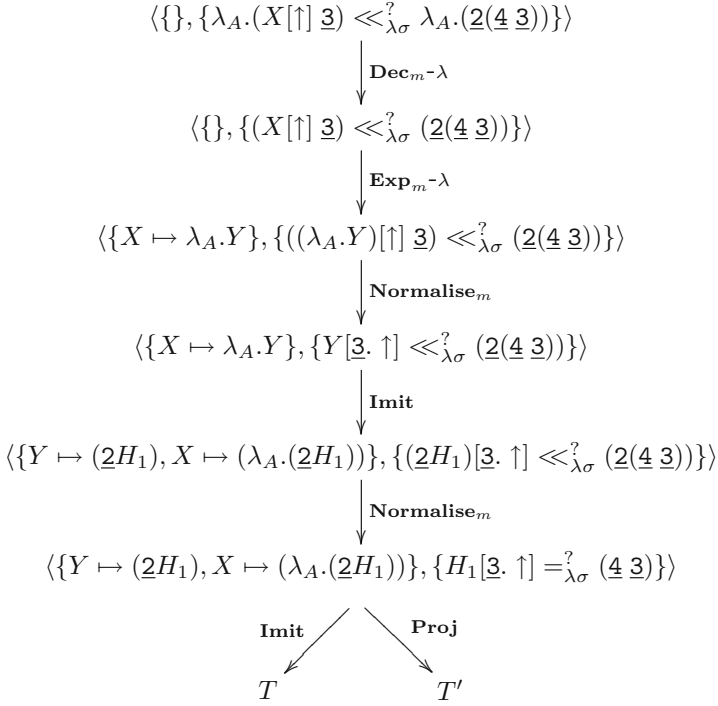 ⟨{}, {λ_A.(X[↑] 3̲) ≪^?_{λσ} λ_A.(2̲(4̲ 3̲))}⟩
Dec_m-λ
⟨{}, {(X[↑] 3̲) ≪^?_{λσ} (2̲(4̲ 3̲))}⟩
Exp_m-λ
⟨{X ↦ λ_A.Y}, {((λ_A.Y)[↑] 3̲) ≪^?_{λσ} (2̲(4̲ 3̲))}⟩
Normalise_m
⟨{X ↦ λ_A.Y}, {Y[3̲. ↑] ≪^?_{λσ} (2̲(4̲ 3̲))}⟩
Imit
⟨{Y ↦ (2̲H_1), X ↦ (λ_A.(2̲H_1))}, {(2̲H_1)[3̲. ↑] ≪^?_{λσ} (2̲(4̲ 3̲))}⟩
Normalise_m
⟨{Y ↦ (2̲H_1), X ↦ (λ_A.(2̲H_1))}, {H_1[3̲. ↑] =^?_{λσ} (4̲ 3̲)}⟩
Imit Proj
T T′